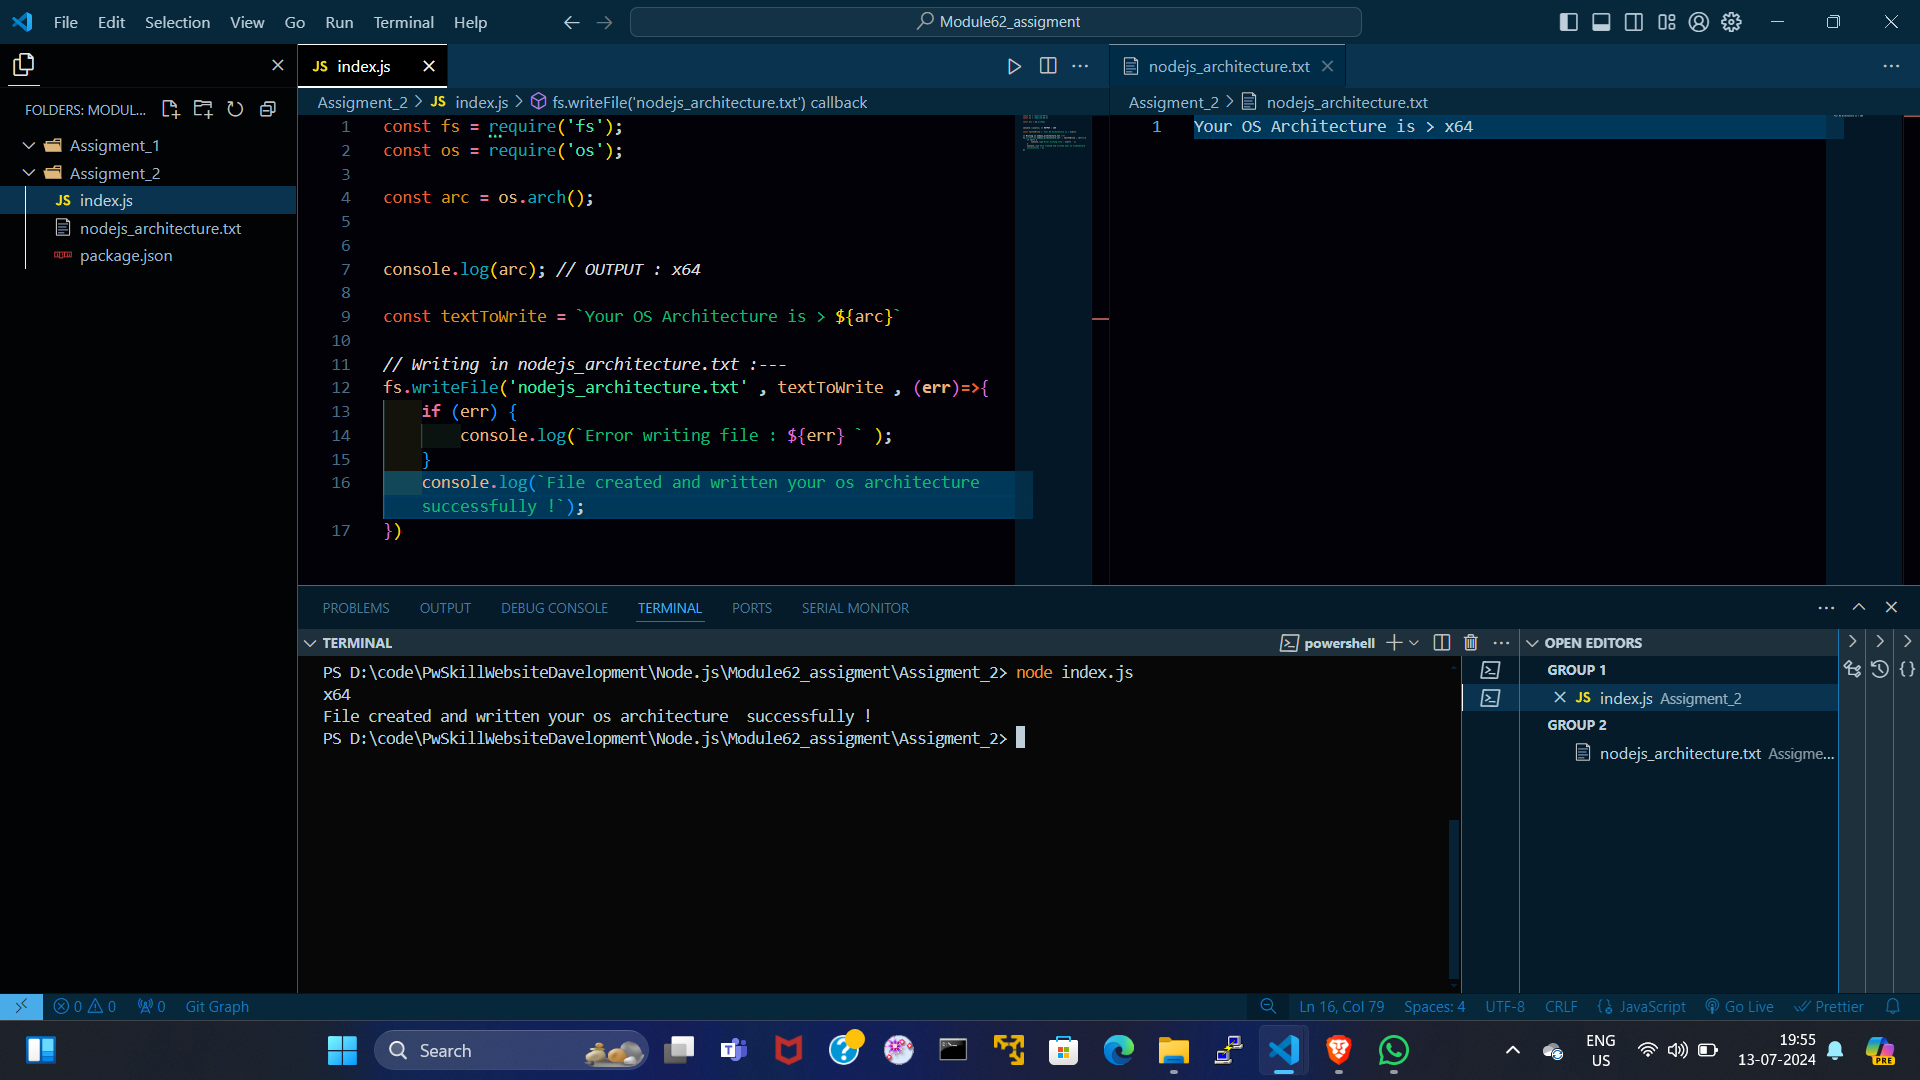 File Edit Selection View Go Run Terminal Help
Module62_assigment
FOLDERS: MODUL...
Assigment_1
Assigment_2
JS index.js
nodejs_architecture.txt
npm package.json
JS index.js
Assigment_2 > JS index.js > fs.writeFile('nodejs_architecture.txt') callback
1 const fs = require('fs');
2 const os = require('os');
3
4 const arc = os.arch();
5
6
7 console.log(arc); // OUTPUT : x64
8
9 const textToWrite = `Your OS Architecture is > ${arc}`
10
11 // Writing in nodejs_architecture.txt :---
12 fs.writeFile('nodejs_architecture.txt' , textToWrite , (err)=>{
13 if (err) {
14 console.log(`Error writing file : ${err} ` );
15 }
16 console.log(`File created and written your os architecture
successfully !`);
17 })
nodejs_architecture.txt
Assigment_2 > nodejs_architecture.txt
1 Your OS Architecture is > x64
PROBLEMS OUTPUT DEBUG CONSOLE TERMINAL PORTS SERIAL MONITOR
TERMINAL
powershell
PS D:\code\PwSkillWebsiteDavelopment\Node.js\Module62_assigment\Assigment_2> node index.js
x64
File created and written your os architecture  successfully !
PS D:\code\PwSkillWebsiteDavelopment\Node.js\Module62_assigment\Assigment_2>
OPEN EDITORS
GROUP 1
JS index.js Assigment_2
GROUP 2
nodejs_architecture.txt Assigme...
0 0 0 Git Graph
Ln 16, Col 79 Spaces: 4 UTF-8 CRLF {} JavaScript Go Live Prettier
Search
ENG
US
19:55
13-07-2024
PRE